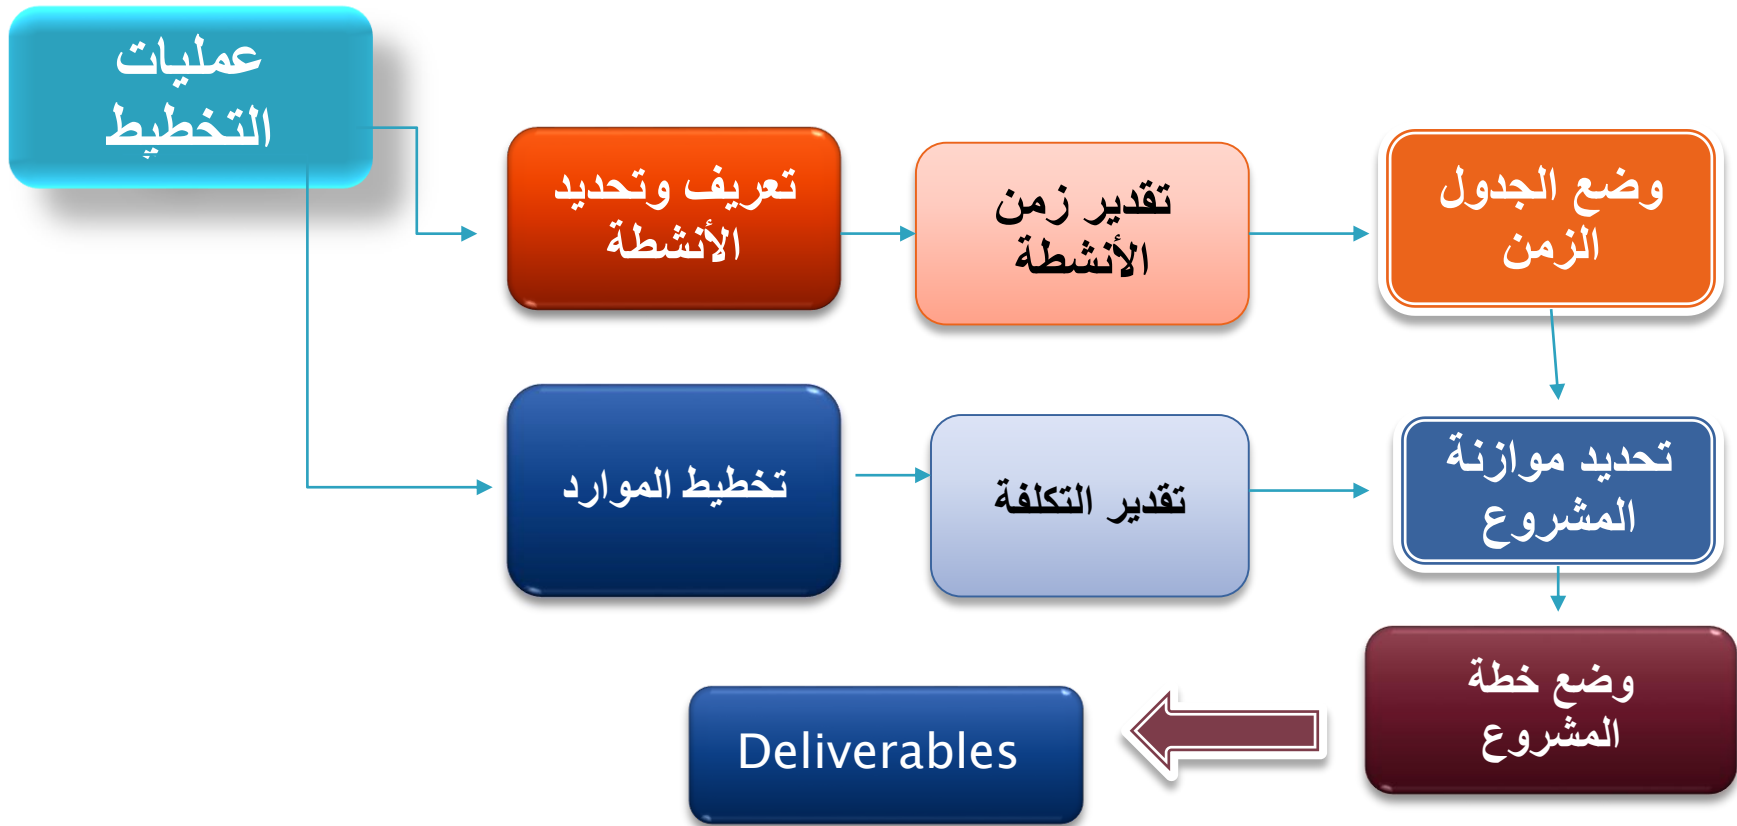 عمليات
التخطيط
تعريف وتحديد
الأنشطة
تقدير زمن
الأنشطة
وضع الجدول
الزمن
تخطيط الموارد
تقدير التكلفة
تحديد موازنة
المشروع
وضع خطة
المشروع
Deliverables